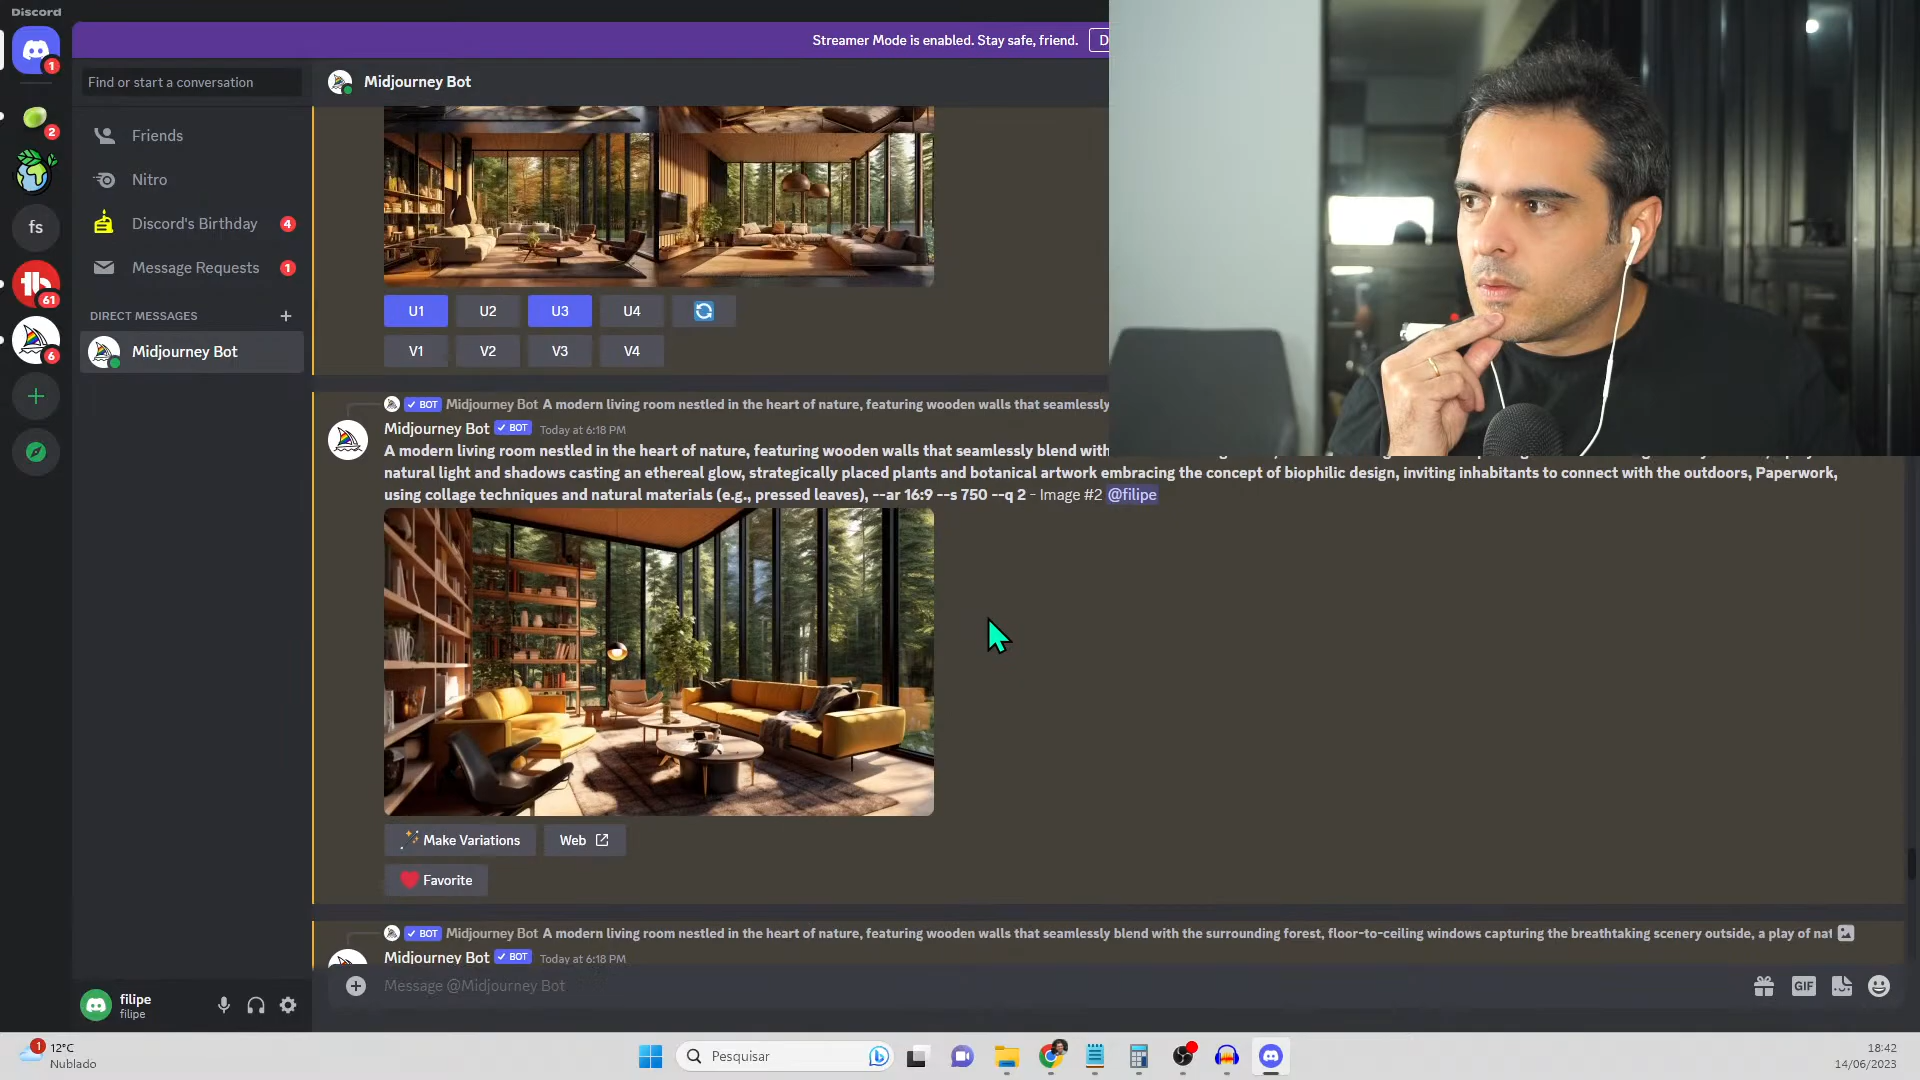 Discord
Streamer Mode is enabled. Stay safe, friend.
1
Find or start a conversation
Midjourney Bot
2
Friends
Nitro
fs
Discord's Birthday
4
Message Requests
1
61
DIRECT MESSAGES
+
6
Midjourney Bot
U1
U2
U3
U4
V1
V2
V3
V4
BOT Midjourney Bot A modern living room nestled in the heart of nature, featuring wooden walls that seamlessly
Midjourney Bot BOT Today at 6:18 PM
A modern living room nestled in the heart of nature, featuring wooden walls that seamlessly blend with
natural light and shadows casting an ethereal glow, strategically placed plants and botanical artwork embracing the concept of biophilic design, inviting inhabitants to connect with the outdoors, Paperwork,
using collage techniques and natural materials (e.g., pressed leaves), --ar 16:9 --s 750 --q 2 - Image #2 @filipe
Make Variations
Web
Favorite
BOT Midjourney Bot A modern living room nestled in the heart of nature, featuring wooden walls that seamlessly blend with the surrounding forest, floor-to-ceiling windows capturing the breathtaking scenery outside, a play of nat
Midjourney Bot BOT Today at 6:18 PM
Message @Midjourney Bot
GIF
filipe
filipe
1
12°C
Nublado
Pesquisar
18:42
14/06/2023